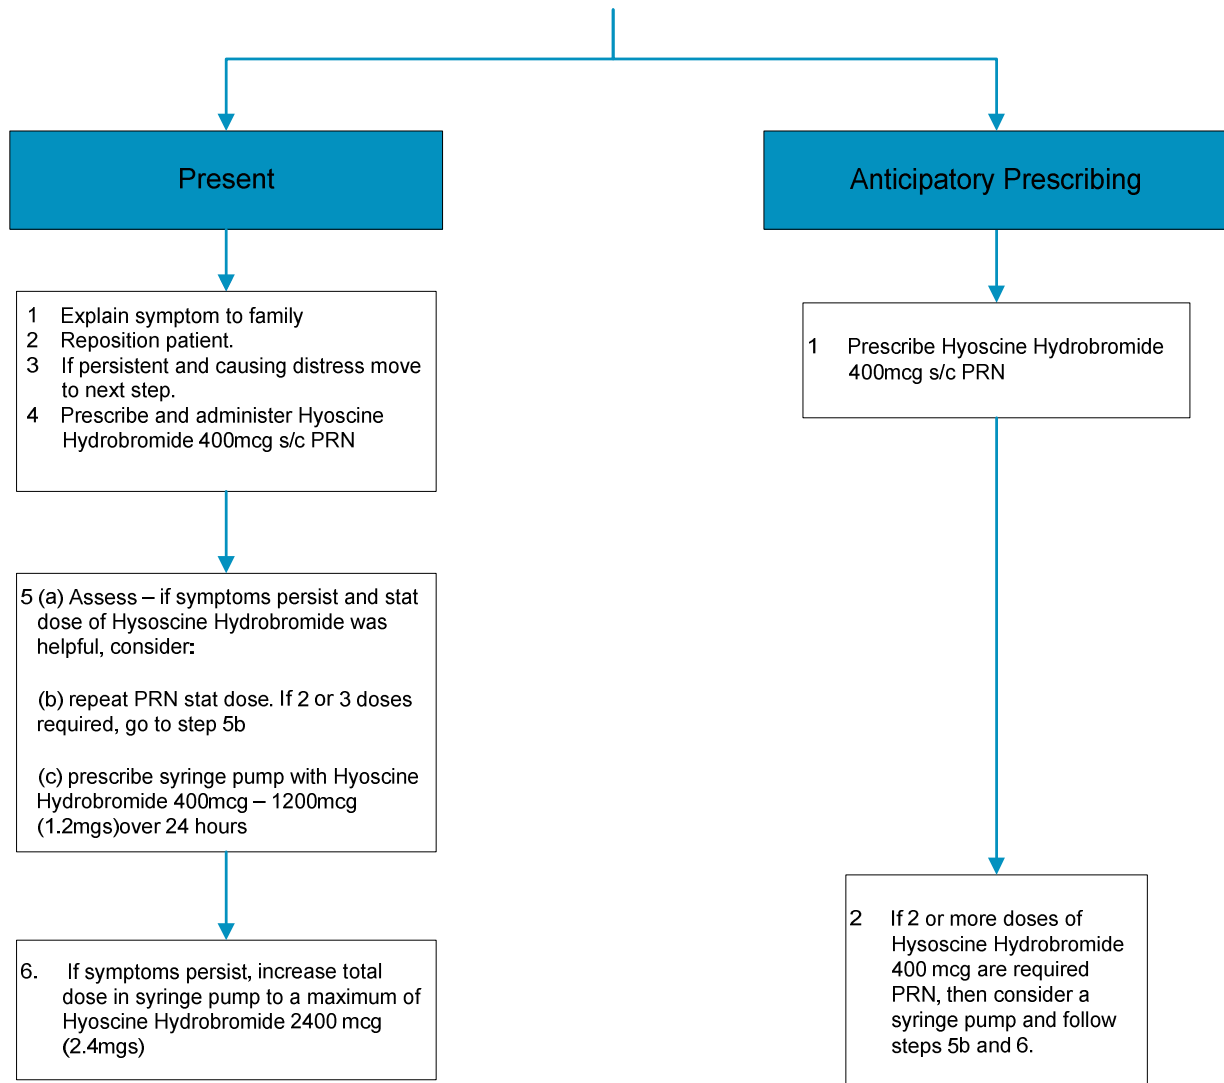 Present
1 Explain symptom to family
2 Reposition patient.
3 If persistent and causing distress move
to next step.
4 Prescribe and administer Hyoscine
Hydrobromide 400mcg s/c PRN
5 (a) Assess – if symptoms persist and stat
dose of Hysoscine Hydrobromide was
helpful, consider:
(b) repeat PRN stat dose. If 2 or 3 doses
required, go to step 5b
(c) prescribe syringe pump with Hyoscine
Hydrobromide 400mcg – 1200mcg
(1.2mgs)over 24 hours
6. If symptoms persist, increase total
dose in syringe pump to a maximum of
Hyoscine Hydrobromide 2400 mcg
(2.4mgs)
Anticipatory Prescribing
1 Prescribe Hyoscine Hydrobromide
400mcg s/c PRN
2 If 2 or more doses of
Hysoscine Hydrobromide
400 mcg are required
PRN, then consider a
syringe pump and follow
steps 5b and 6.